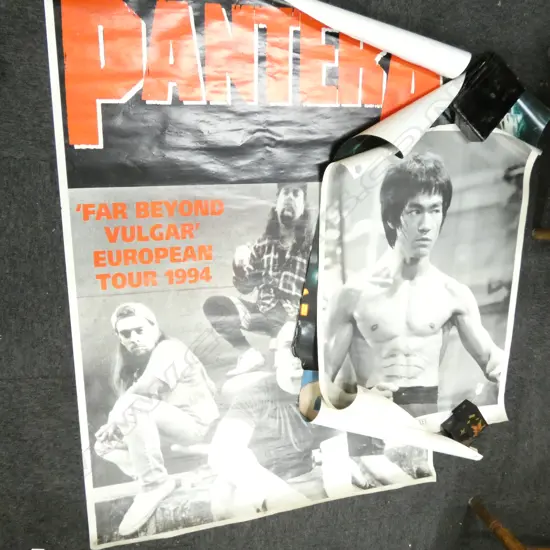 PANTERA
'FAR BEYOND
VULGAR'
EUROPEAN
TOUR 1994